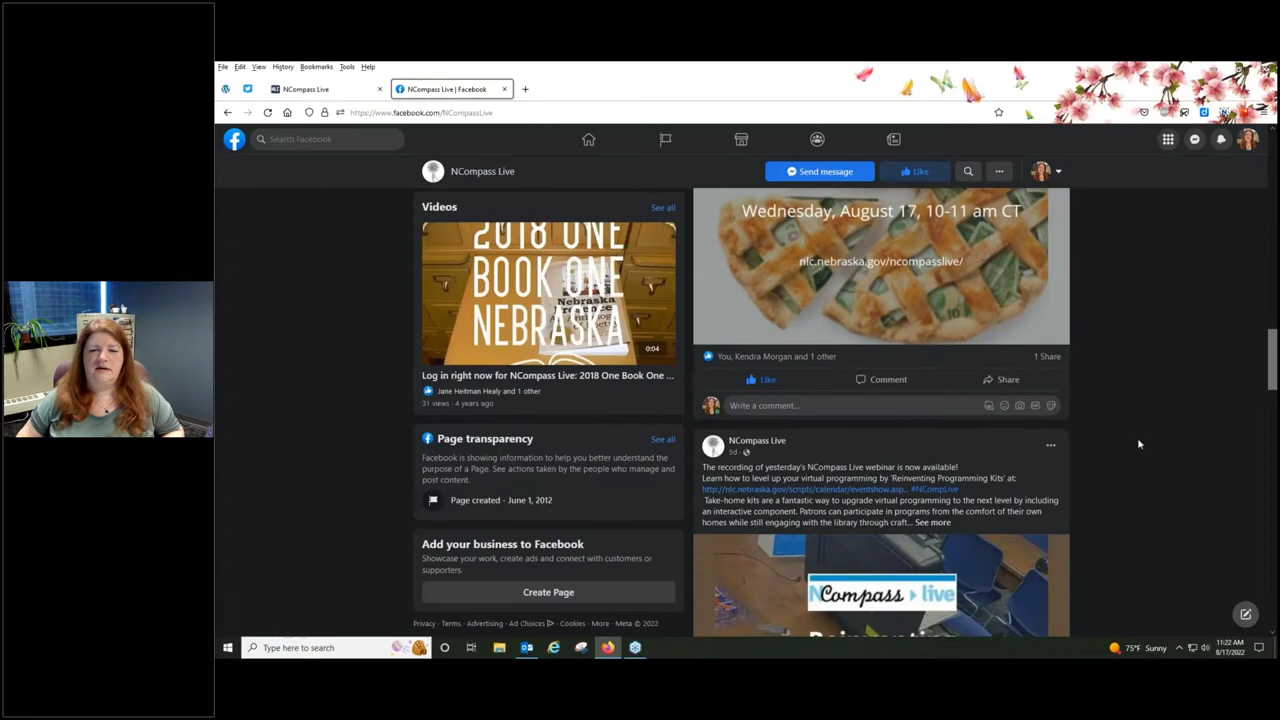 File Edit View History Bookmarks Tools Help
NCompass Live
NCompass Live | Facebook
https://www.facebook.com/NCompassLive
Search Facebook
NCompass Live
Send message
Like
Videos
See all
2018 ONE
BOOK ONE
NEBRASKA
0:04
Log in right now for NCompass Live: 2018 One Book One ...
Jane Heitman Healy and 1 other
31 views · 4 years ago
Page transparency
See all
Facebook is showing information to help you better understand the
purpose of a Page. See actions taken by the people who manage and
post content.
Page created - June 1, 2012
Add your business to Facebook
Showcase your work, create ads and connect with customers or
supporters.
Create Page
Privacy · Terms · Advertising · Ad Choices · Cookies · More · Meta © 2022
Wednesday, August 17, 10-11 am CT
nlc.nebraska.gov/ncompasslive/
You, Kendra Morgan and 1 other
1 Share
Like
Comment
Share
Write a comment...
NCompass Live
5d ·
The recording of yesterday's NCompass Live webinar is now available!
Learn how to level up your virtual programming by 'Reinventing Programming Kits' at:
http://nlc.nebraska.gov/scripts/calendar/eventshow.asp... #NCompLive
Take-home kits are a fantastic way to upgrade virtual programming to the next level by including
an interactive component. Patrons can participate in programs from the comfort of their own
homes while still engaging with the library through craft... See more
NCompass live
Reinventing
Type here to search
75°F Sunny
11:22 AM
8/17/2022